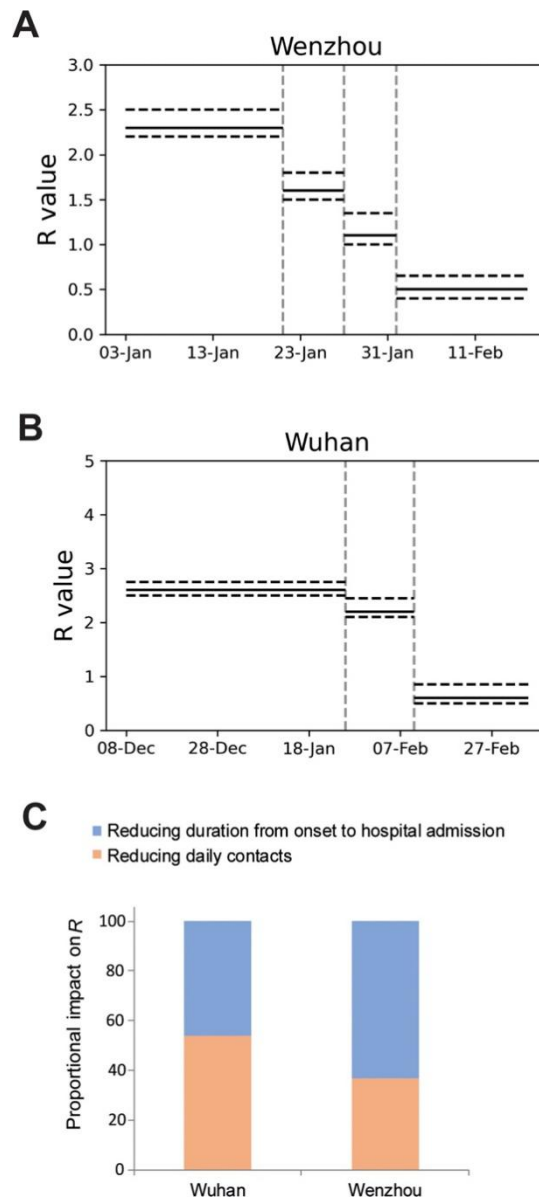 A
Wenzhou
3.0
2.5
2.0
1.5
1.0
0.5
0.0
R value
03-Jan 13-Jan 23-Jan 31-Jan 11-Feb
B
Wuhan
5
4
3
2
1
0
R value
08-Dec 28-Dec 18-Jan 07-Feb 27-Feb
C
Reducing duration from onset to hospital admission
Reducing daily contacts
100
80
60
40
20
0
Proportional impact on R
Wuhan Wenzhou